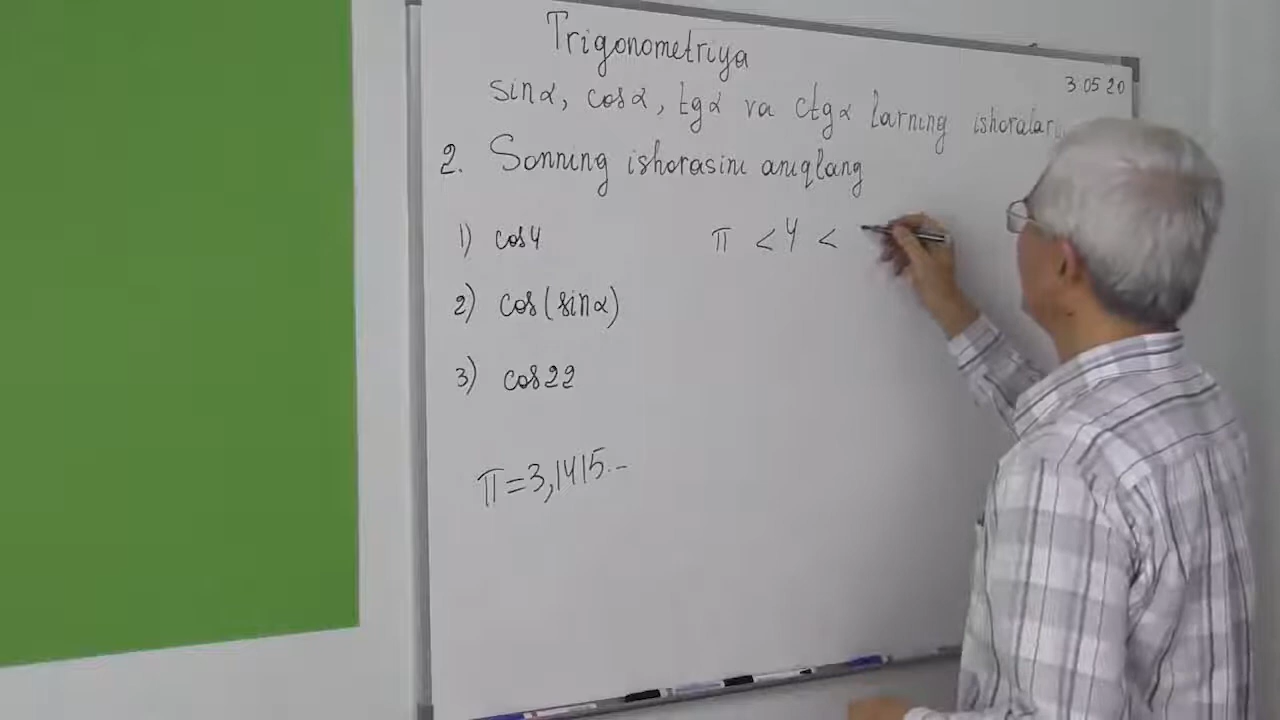 Trigonometriya
3 05 20
sinα, cosα, tgα va ctgα larning ishoralari
2. Sonning ishorasini aniqlang
1) cos4
π < 4 <
2) cos(sinα)
3) cos22
π=3,1415...